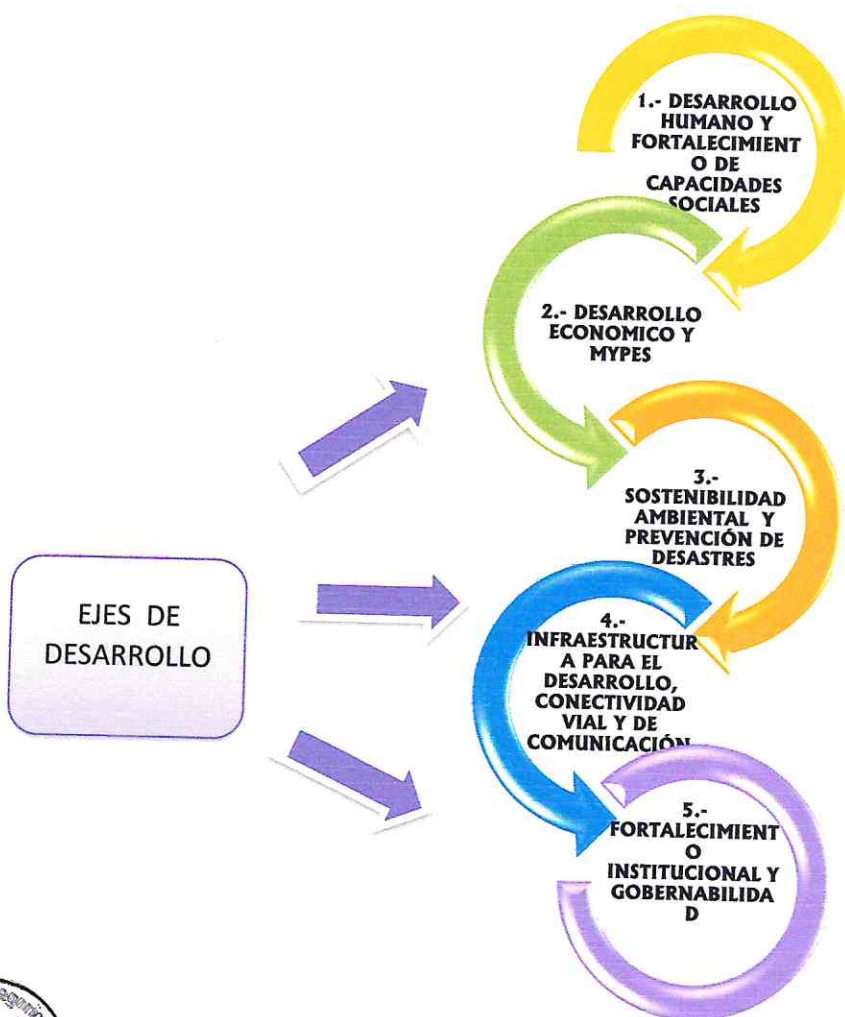 1.- DESARROLLO
HUMANO Y
FORTALECIMIENT
O DE
CAPACIDADES
SOCIALES
2.- DESARROLLO
ECONOMICO Y
MYPES
3.-
SOSTENIBILIDAD
AMBIENTAL Y
PREVENCIÓN DE
DESASTRES
EJES DE
DESARROLLO
4.-
INFRAESTRUCTUR
A PARA EL
DESARROLLO,
CONECTIVIDAD
VIAL Y DE
COMUNICACIÓN
5.-
FORTALECIMIENT
O
INSTITUCIONAL Y
GOBERNABILIDA
D